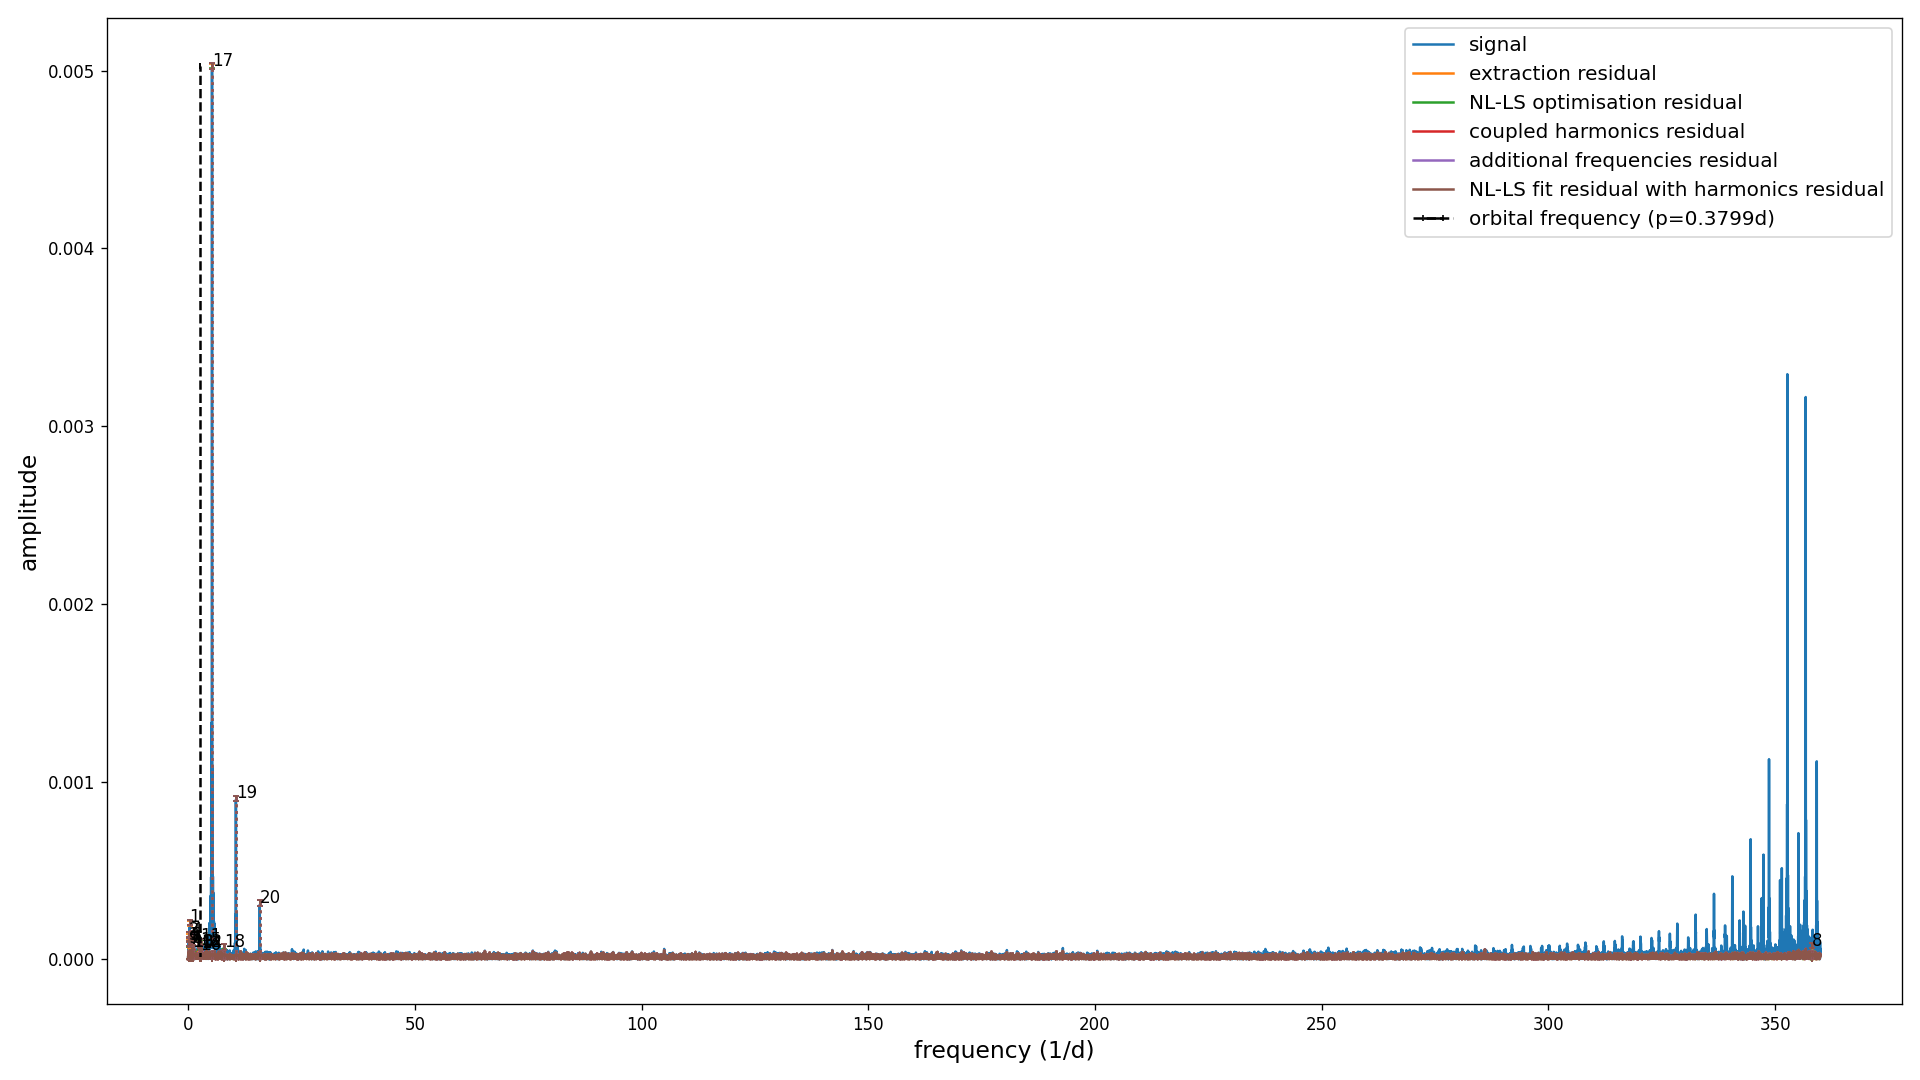 signal
extraction residual
NL-LS optimisation residual
coupled harmonics residual
additional frequencies residual
NL-LS fit residual with harmonics residual
orbital frequency (p=0.3799d)
amplitude
0.005
0.004
0.003
0.002
0.001
0.000
17
19
20
1
18
8
0
50
100
150
200
250
300
350
frequency (1/d)